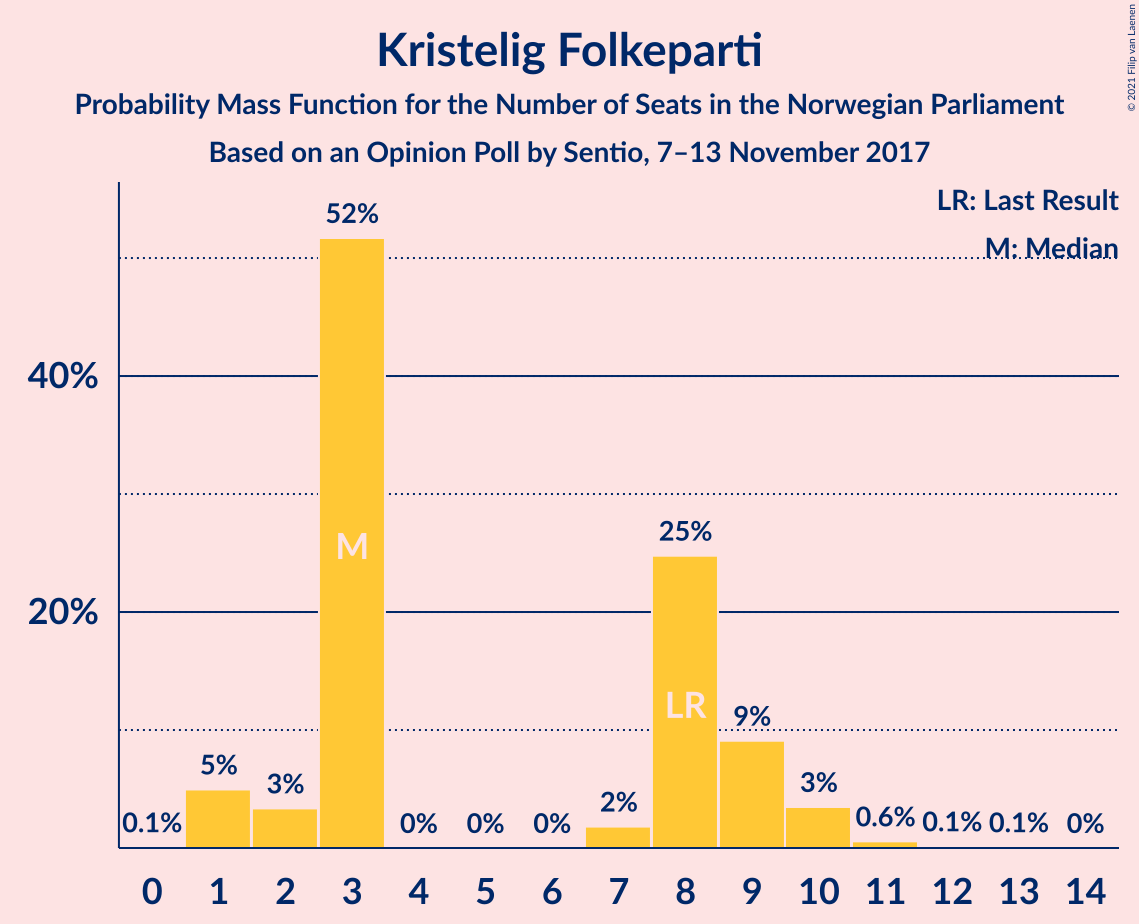 © 2021 Filip van Laenen
Kristelig Folkeparti
Probability Mass Function for the Number of Seats in the Norwegian Parliament
Based on an Opinion Poll by Sentio, 7–13 November 2017
LR: Last Result
M: Median
52%
40%
M
25%
20%
LR
9%
5%
3%
3%
2%
0.1%
0%
0%
0%
0.6%
0.1%
0.1%
0%
0 1 2 3 4 5 6 7 8 9 10 11 12 13 14